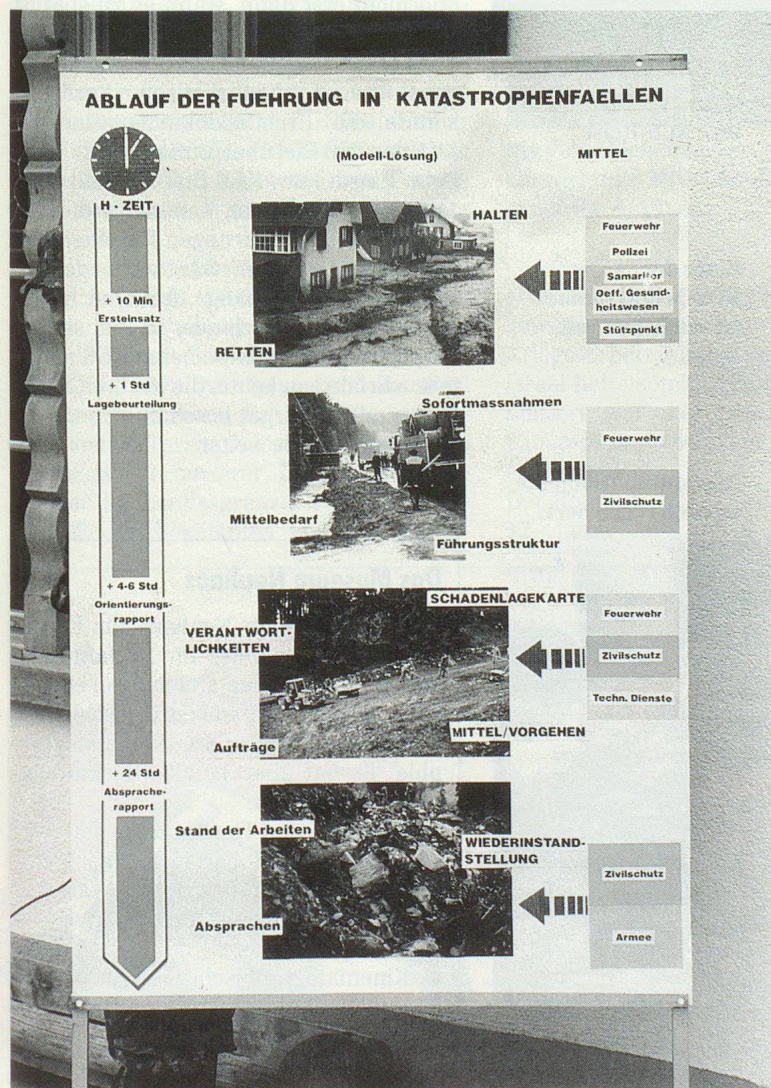 ABLAUF DER FUEHRUNG IN KATASTROPHENFAELLEN
(Modell-Lösung)
MITTEL
H - ZEIT
HALTEN
RETTEN
Feuerwehr
Polizei
Samariter
Oeff. Gesund-
heitswesen
Stützpunkt
+ 10 Min
Ersteinsatz
+ 1 Std
Lagebeurteilung
Sofortmassnahmen
Mittelbedarf
Führungsstruktur
Feuerwehr
Zivilschutz
+ 4-6 Std
Orientierungs-
rapport
SCHADENLAGEKARTE
VERANTWORT-
LICHKEITEN
Aufträge
MITTEL/VORGEHEN
Feuerwehr
Zivilschutz
Techn. Dienste
+ 24 Std
Absprache-
rapport
Stand der Arbeiten
WIEDERINSTAND-
STELLUNG
Absprachen
Zivilschutz
Armee